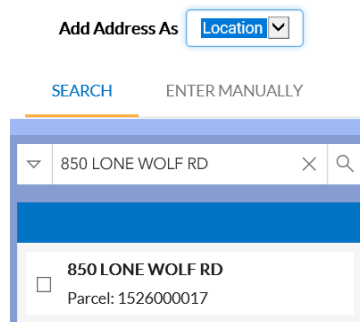 Add Address As Location
SEARCH ENTER MANUALLY
850 LONE WOLF RD
850 LONE WOLF RD
Parcel: 1526000017